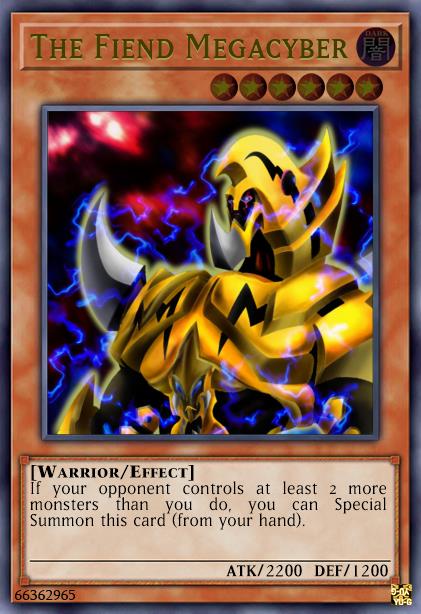 The Fiend Megacyber
DARK
闇
[Warrior/Effect]
If your opponent controls at least 2 more
monsters than you do, you can Special
Summon this card (from your hand).
ATK/2200 DEF/1200
66362965